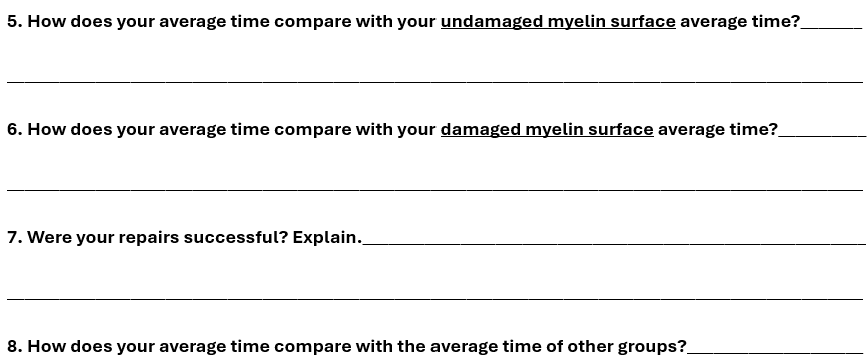 5. How does your average time compare with your undamaged myelin surface average time?
6. How does your average time compare with your damaged myelin surface average time?
7. Were your repairs successful? Explain.
8. How does your average time compare with the average time of other groups?